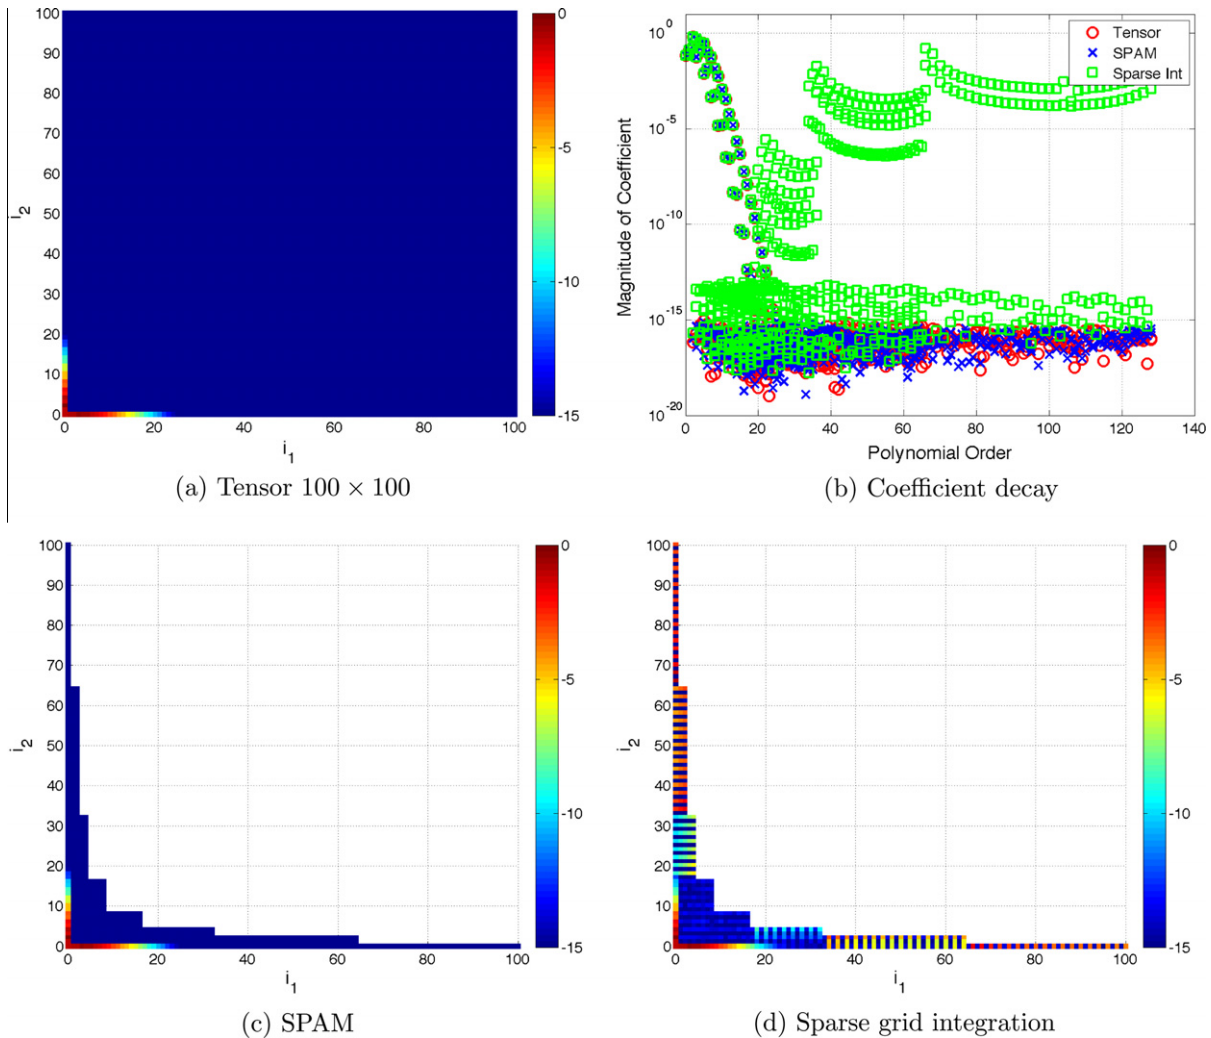 100
90
80
70
60
50
40
30
20
10
0
i2
0 20 40 60 80 100
i1
0
-5
-10
-15
(a) Tensor 100 × 100
10^0
10^-5
10^-10
10^-15
10^-20
Magnitude of Coefficient
0 20 40 60 80 100 120 140
Polynomial Order
Tensor
SPAM
Sparse Int
(b) Coefficient decay
100
90
80
70
60
50
40
30
20
10
0
i2
0 20 40 60 80 100
i1
0
-5
-10
-15
(c) SPAM
100
90
80
70
60
50
40
30
20
10
0
i2
0 20 40 60 80 100
i1
0
-5
-10
-15
(d) Sparse grid integration